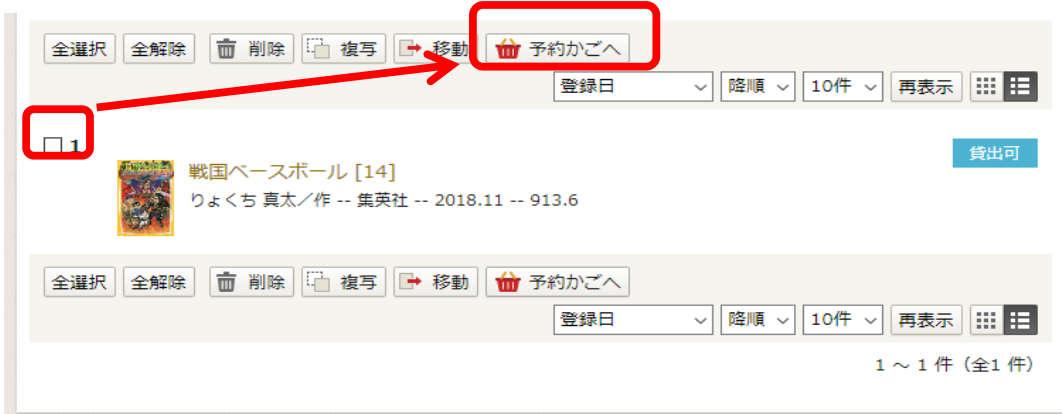 全選択 全解除 削除 複写 移動 予約かごへ
登録日 降順 10件 再表示
1
貸出可
戦国ベースボール [14]
りょくち 真太／作 -- 集英社 -- 2018.11 -- 913.6
全選択 全解除 削除 複写 移動 予約かごへ
登録日 降順 10件 再表示
1 ～ 1 件（全1 件）